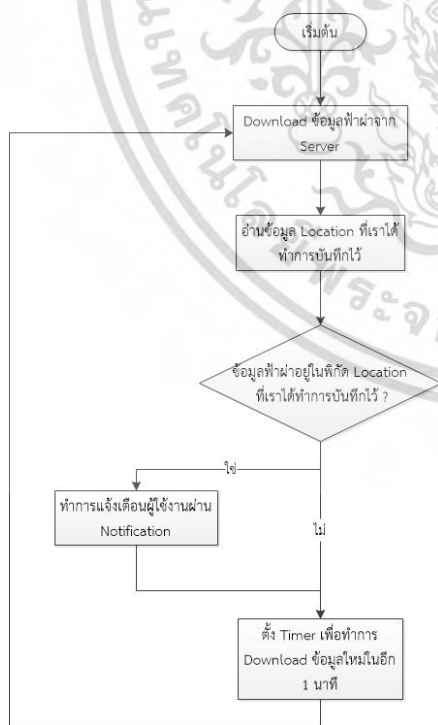 เริ่มต้น
Download ข้อมูลฟ้าผ่าจาก
Server
อ่านข้อมูล Location ที่เราได้
ทำการบันทึกไว้
ข้อมูลฟ้าผ่าอยู่ในพิกัด Location
ที่เราได้ทำการบันทึกไว้ ?
ใช่
ทำการแจ้งเตือนผู้ใช้งานผ่าน
Notification
ไม่
ตั้ง Timer เพื่อทำการ
Download ข้อมูลใหม่ในอีก
1 นาที